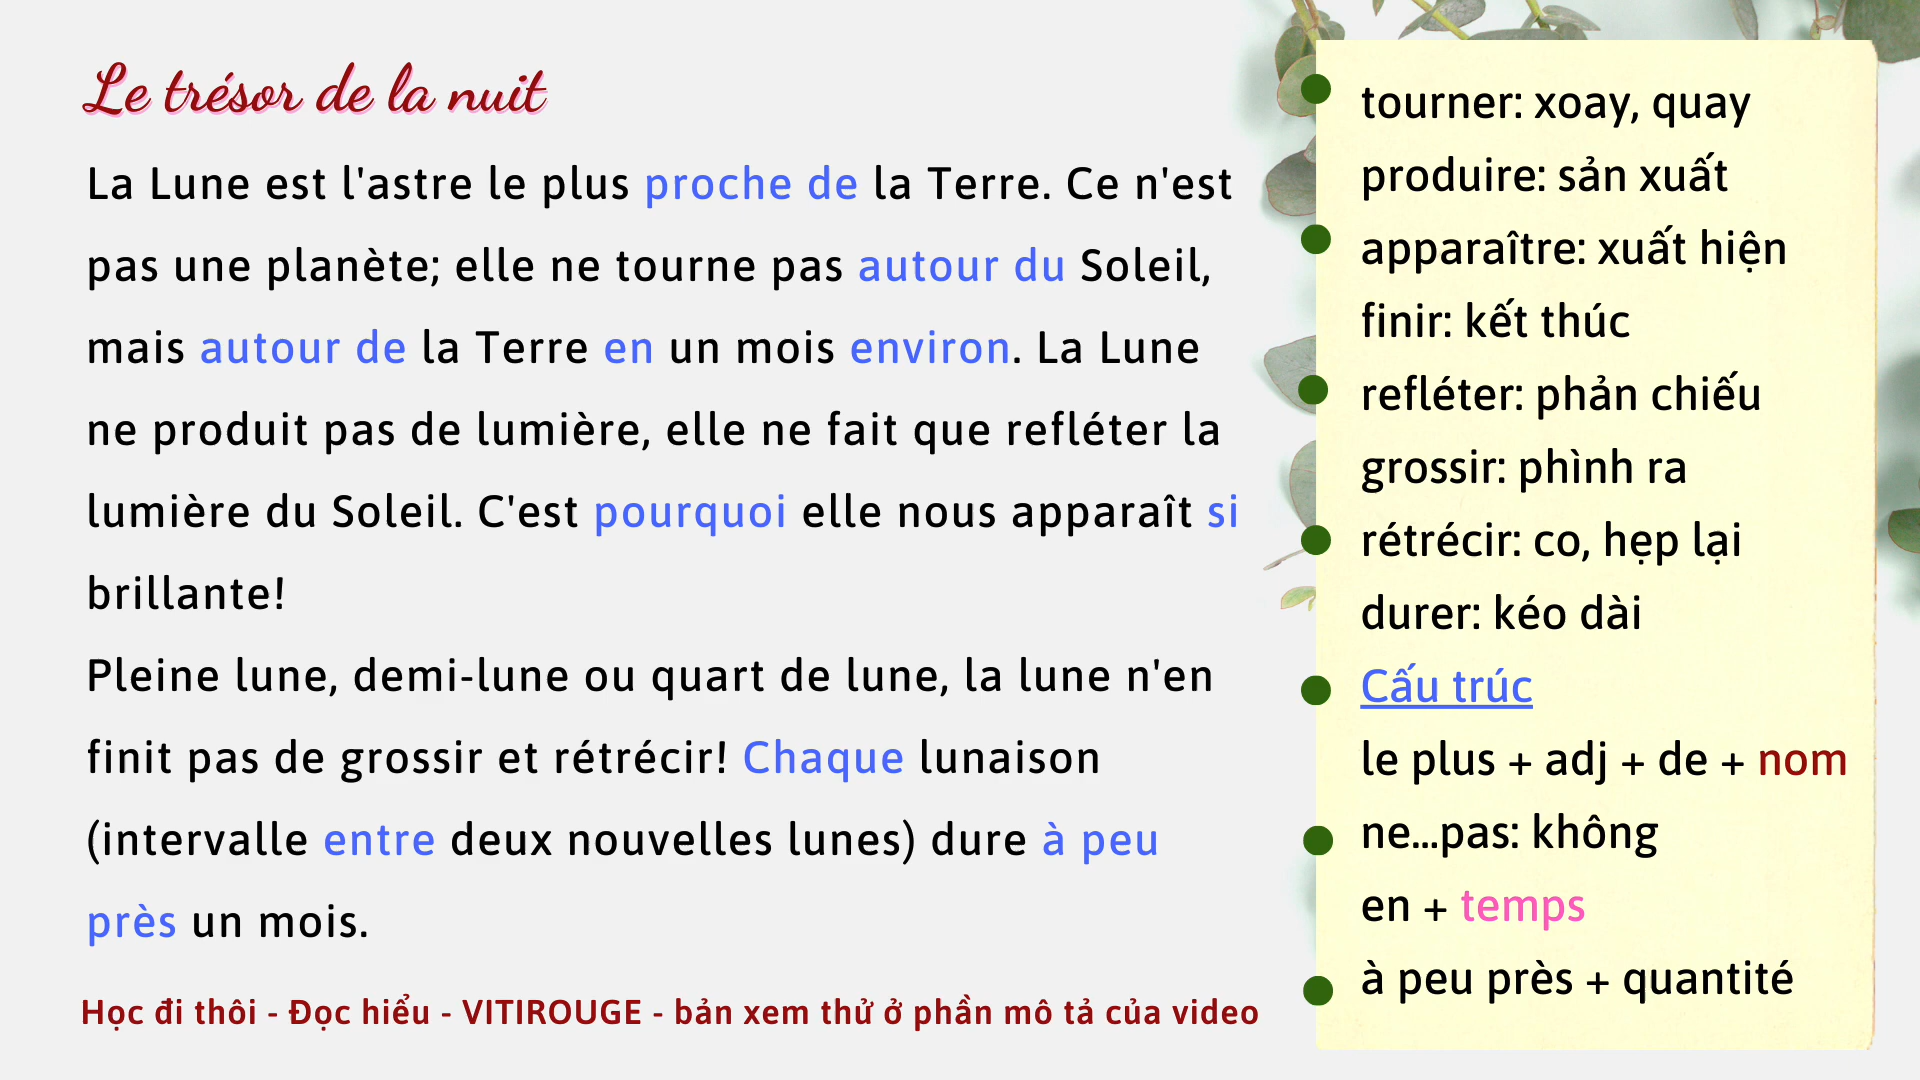 Le trésor de la nuit
La Lune est l'astre le plus proche de la Terre. Ce n'est
pas une planète; elle ne tourne pas autour du Soleil,
mais autour de la Terre en un mois environ. La Lune
ne produit pas de lumière, elle ne fait que refléter la
lumière du Soleil. C'est pourquoi elle nous apparaît si
brillante!
Pleine lune, demi-lune ou quart de lune, la lune n'en
finit pas de grossir et rétrécir! Chaque lunaison
(intervalle entre deux nouvelles lunes) dure à peu
près un mois.
Học đi thôi - Đọc hiểu - VITIROUGE - bản xem thử ở phần mô tả của video
tourner: xoay, quay
produire: sản xuất
apparaître: xuất hiện
finir: kết thúc
refléter: phản chiếu
grossir: phình ra
rétrécir: co, hẹp lại
durer: kéo dài
Cấu trúc
le plus + adj + de + nom
ne...pas: không
en + temps
à peu près + quantité